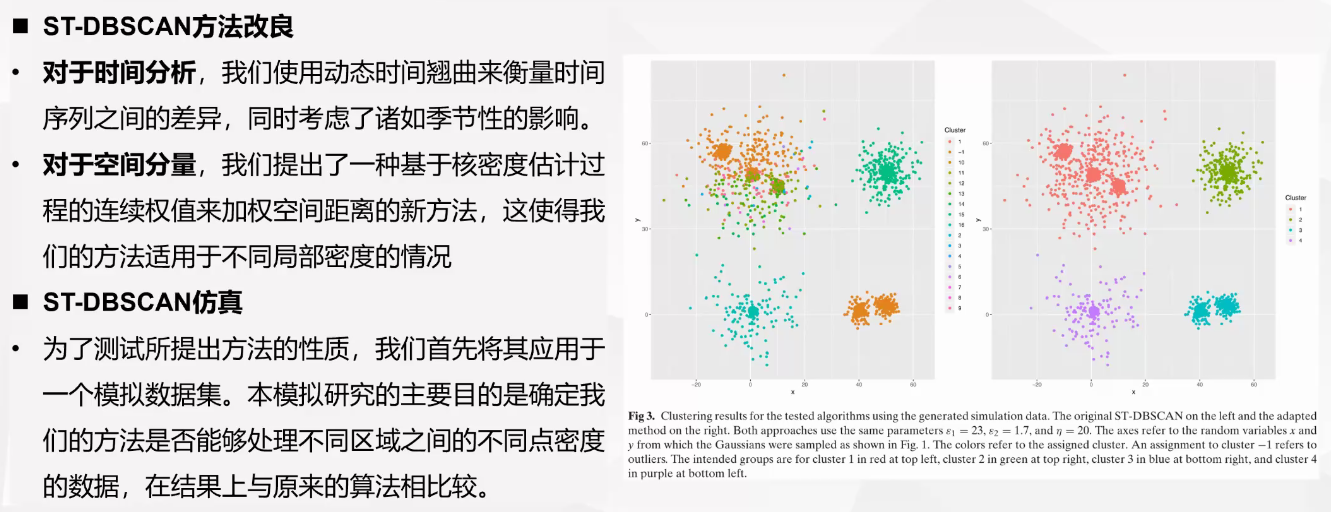 ■ ST-DBSCAN方法改良
• 对于时间分析，我们使用动态时间翘曲来衡量时间
序列之间的差异，同时考虑了诸如季节性的影响。
• 对于空间分量，我们提出了一种基于核密度估计过
程的连续权值来加权空间距离的新方法，这使得我
们的方法适用于不同局部密度的情况
■ ST-DBSCAN仿真
• 为了测试所提出方法的性质，我们首先将其应用于
一个模拟数据集。本模拟研究的主要目的是确定我
们的方法是否能够处理不同区域之间的不同点密度
的数据，在结果上与原来的算法相比较。
60
30
0
y
-20
0
20
40
60
x
Cluster
1
-1
10
11
12
13
14
15
16
2
3
4
5
6
7
8
9
60
30
0
y
-20
0
20
40
60
x
Cluster
1
2
3
4
Fig 3. Clustering results for the tested algorithms using the generated simulation data. The original ST-DBSCAN on the left and the adapted
method on the right. Both approaches use the same parameters ε₁ = 23, ε₂ = 1.7, and η = 20. The axes refer to the random variables x and
y from which the Gaussians were sampled as shown in Fig. 1. The colors refer to the assigned cluster. An assignment to cluster −1 refers to
outliers. The intended groups are for cluster 1 in red at top left, cluster 2 in green at top right, cluster 3 in blue at bottom right, and cluster 4
in purple at bottom left.